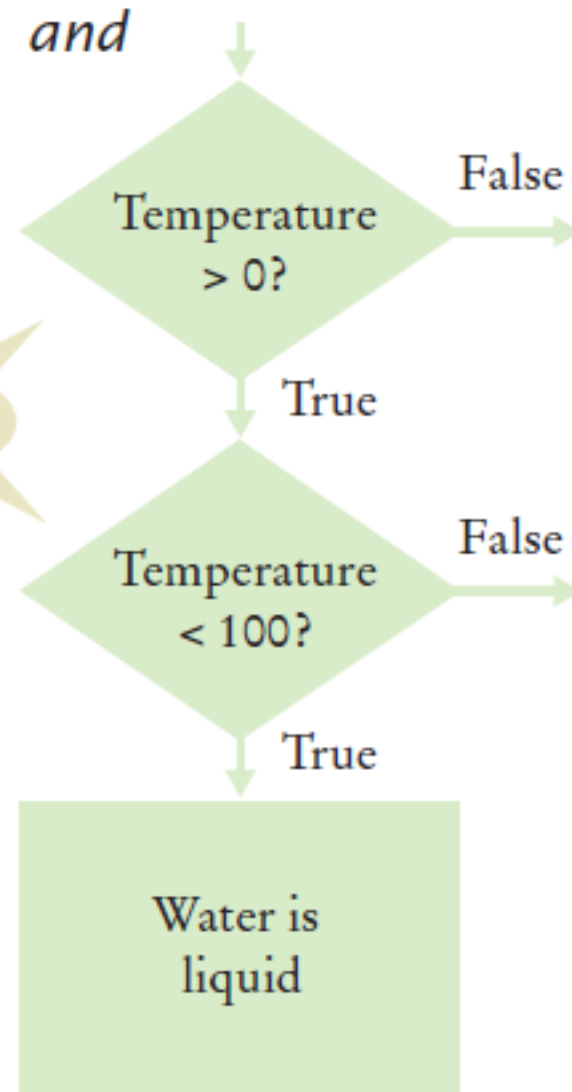 and
False
Temperature
> 0?
True
False
Temperature
< 100?
True
Water is
liquid